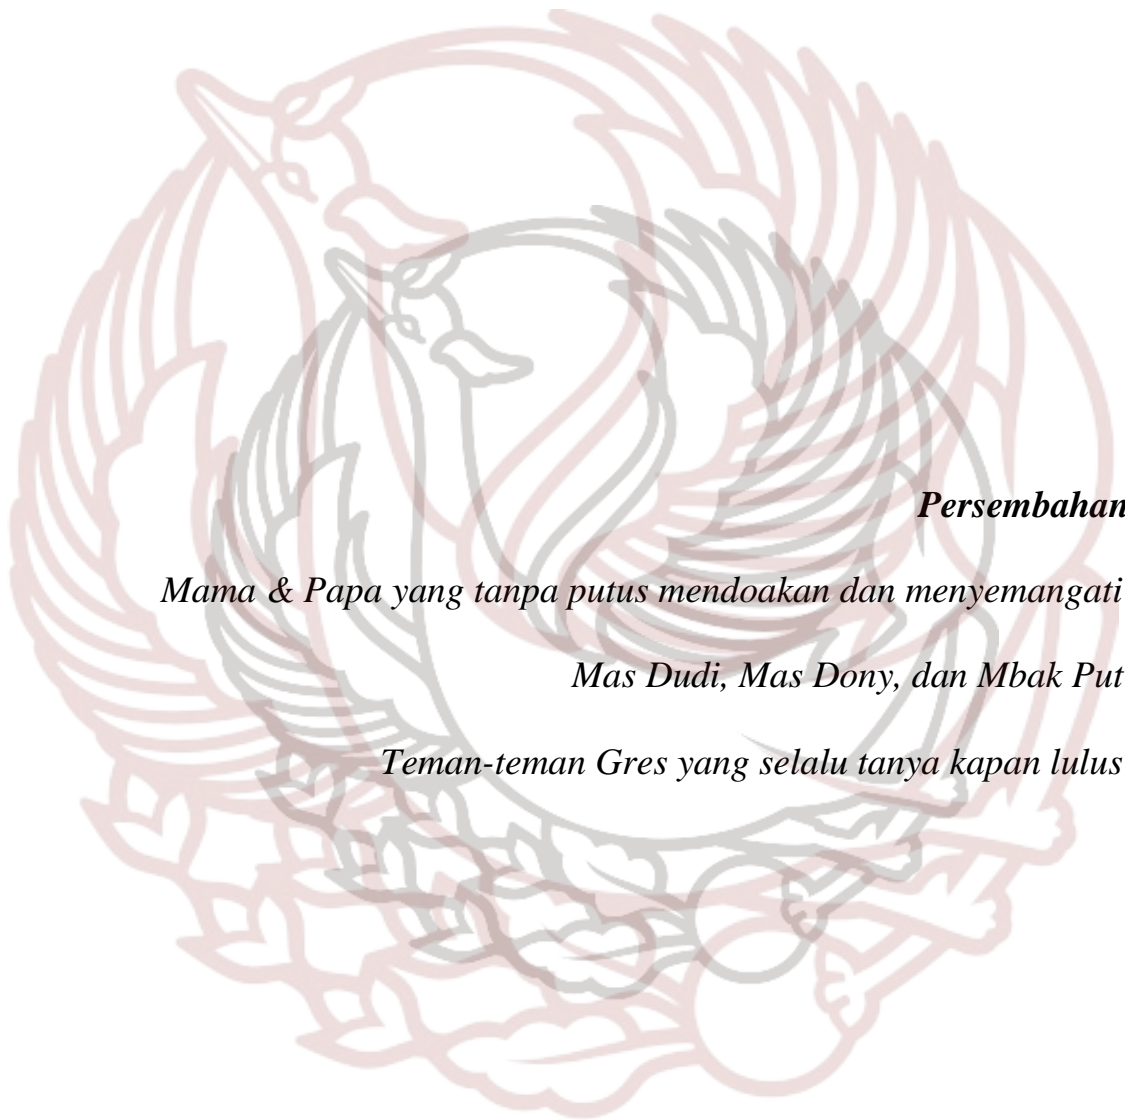 Persembahan
Mama & Papa yang tanpa putus mendoakan dan menyemangati
Mas Dudi, Mas Dony, dan Mbak Put
Teman-teman Gres yang selalu tanya kapan lulus